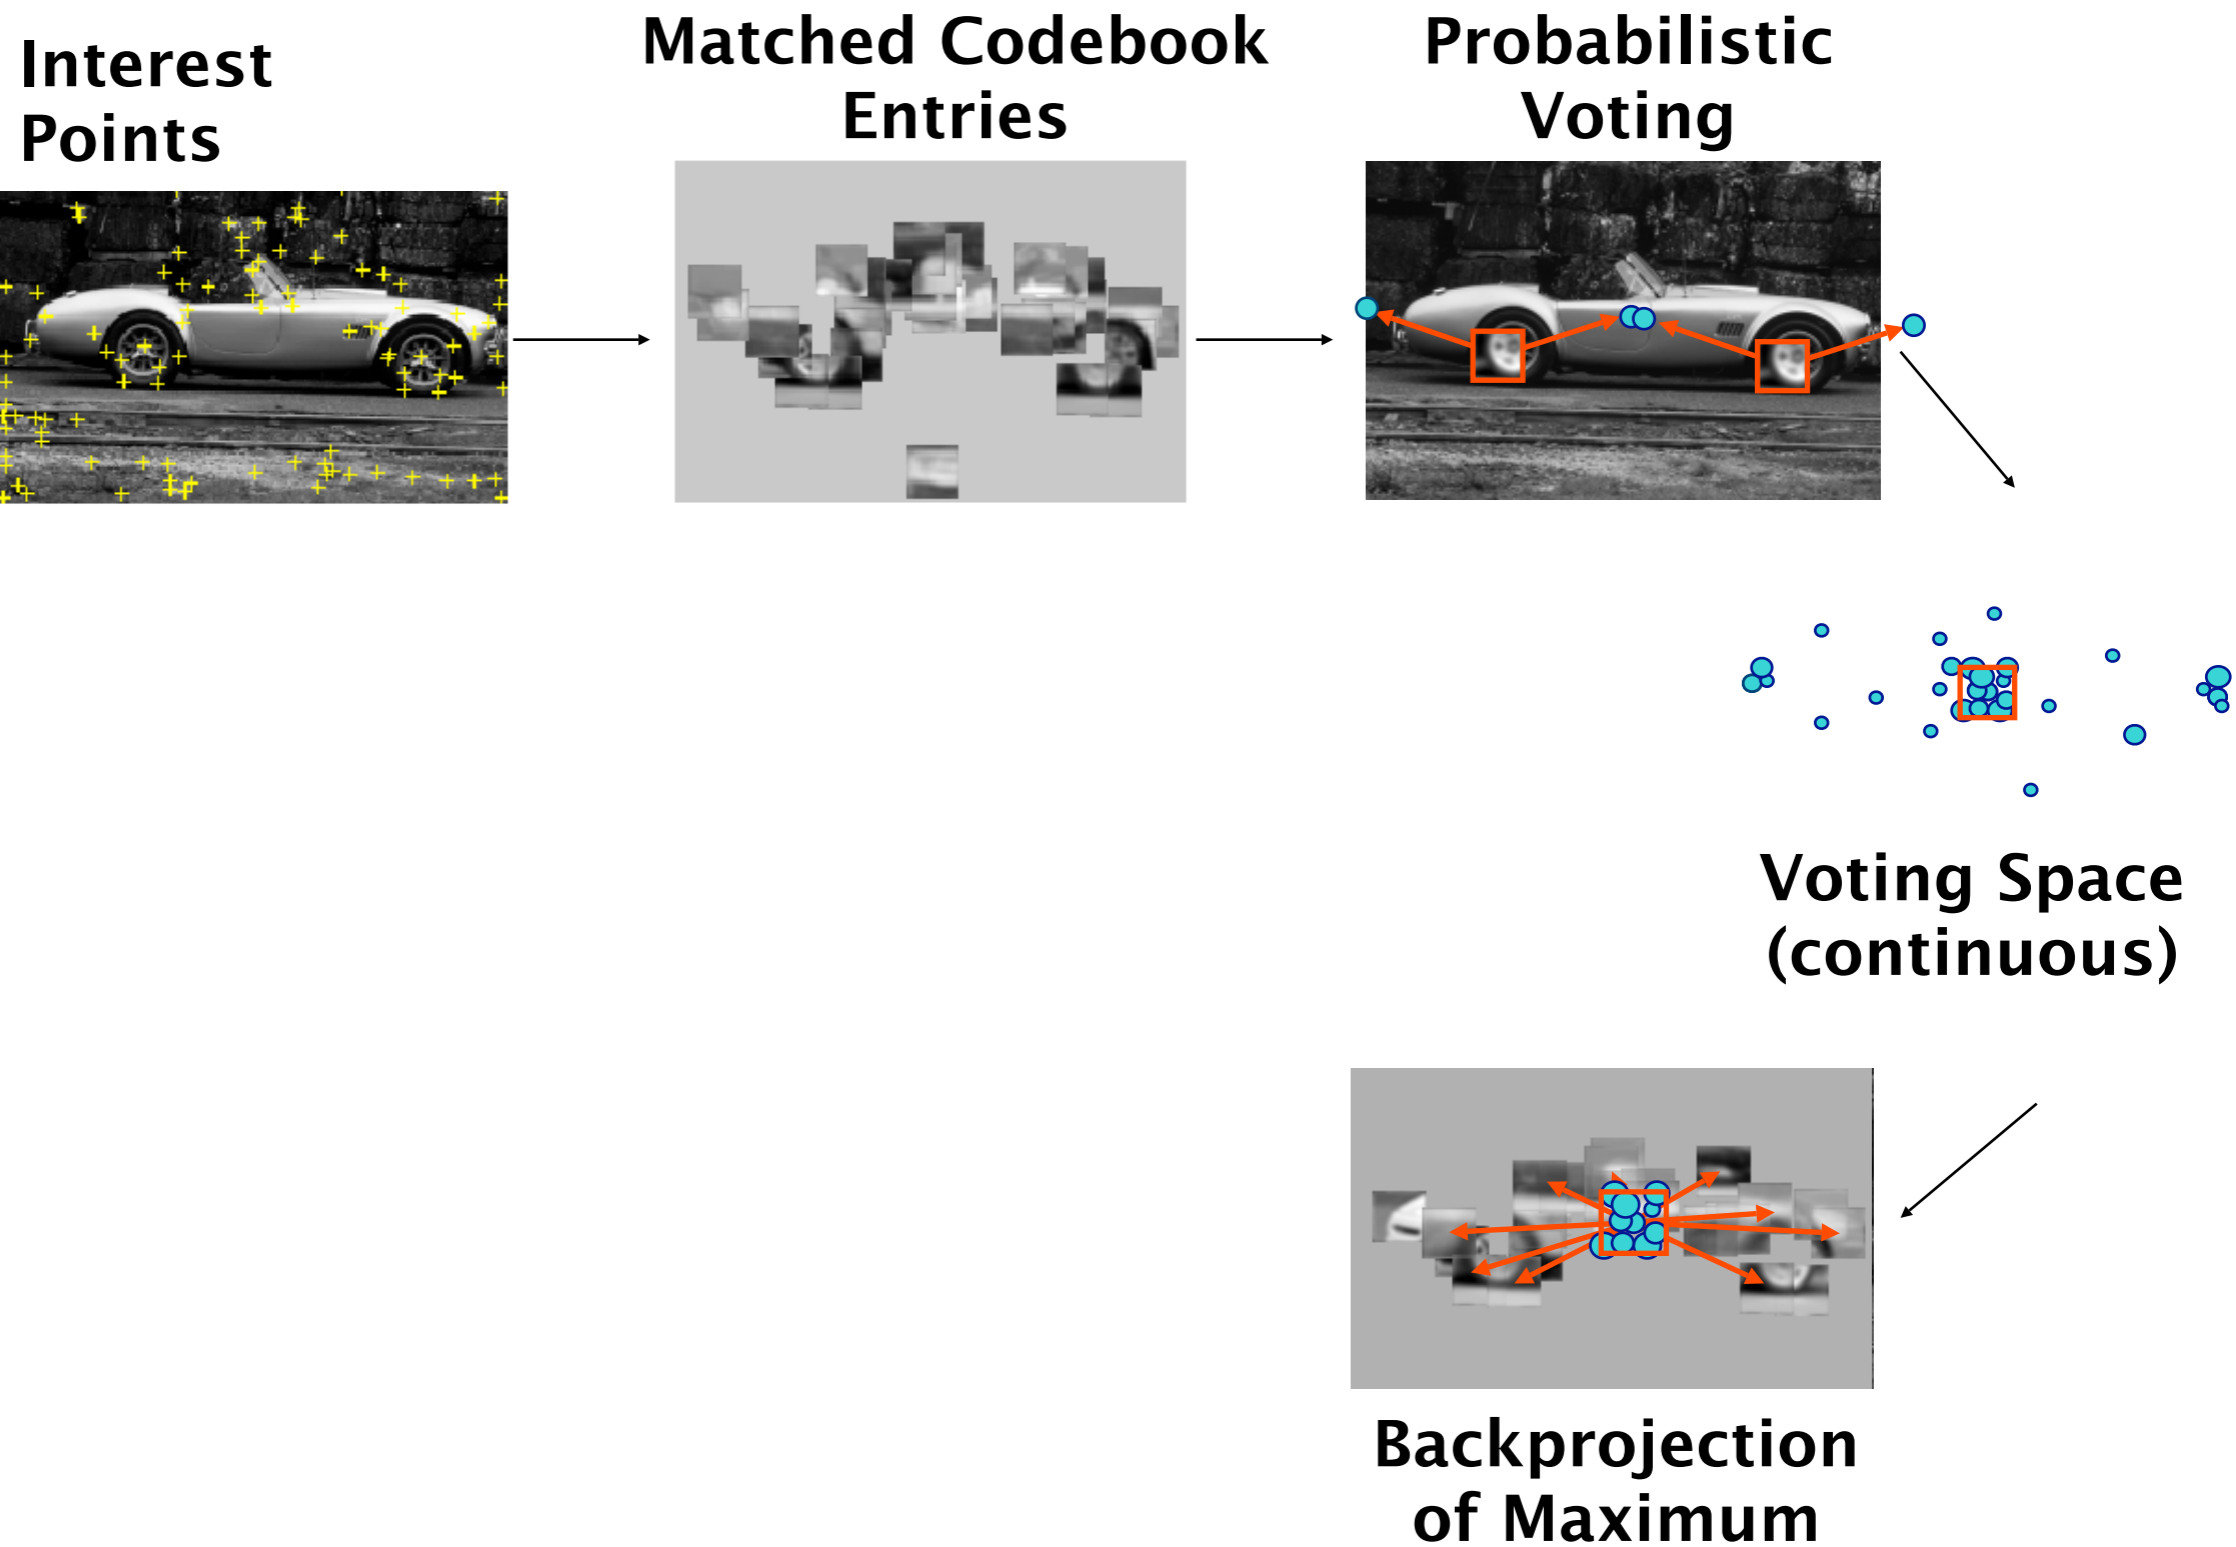 Interest
Points
Matched Codebook
Entries
Probabilistic
Voting
Voting Space
(continuous)
Backprojection
of Maximum